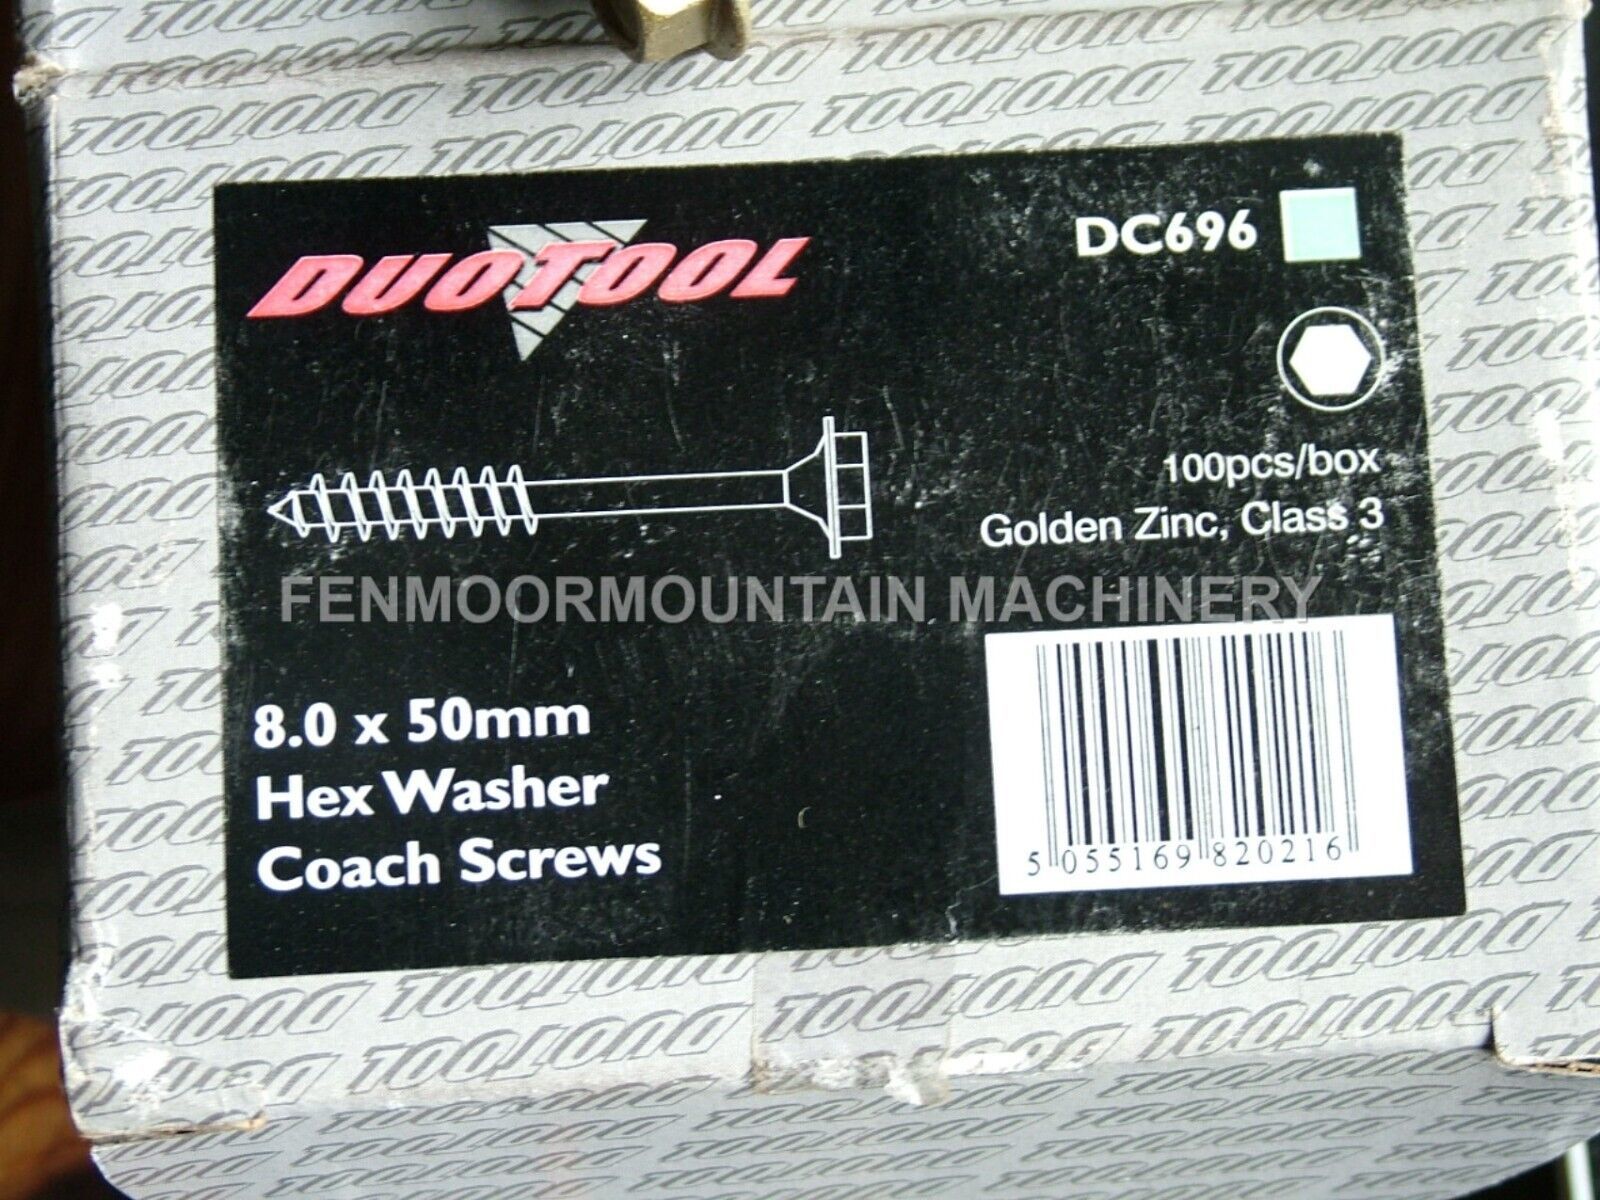 DUOTOOL
DC696
100pcs/box
Golden Zinc, Class 3
FENMOORMOUNTAIN MACHINERY
8.0 x 50mm
Hex Washer
Coach Screws
5 055169 820216